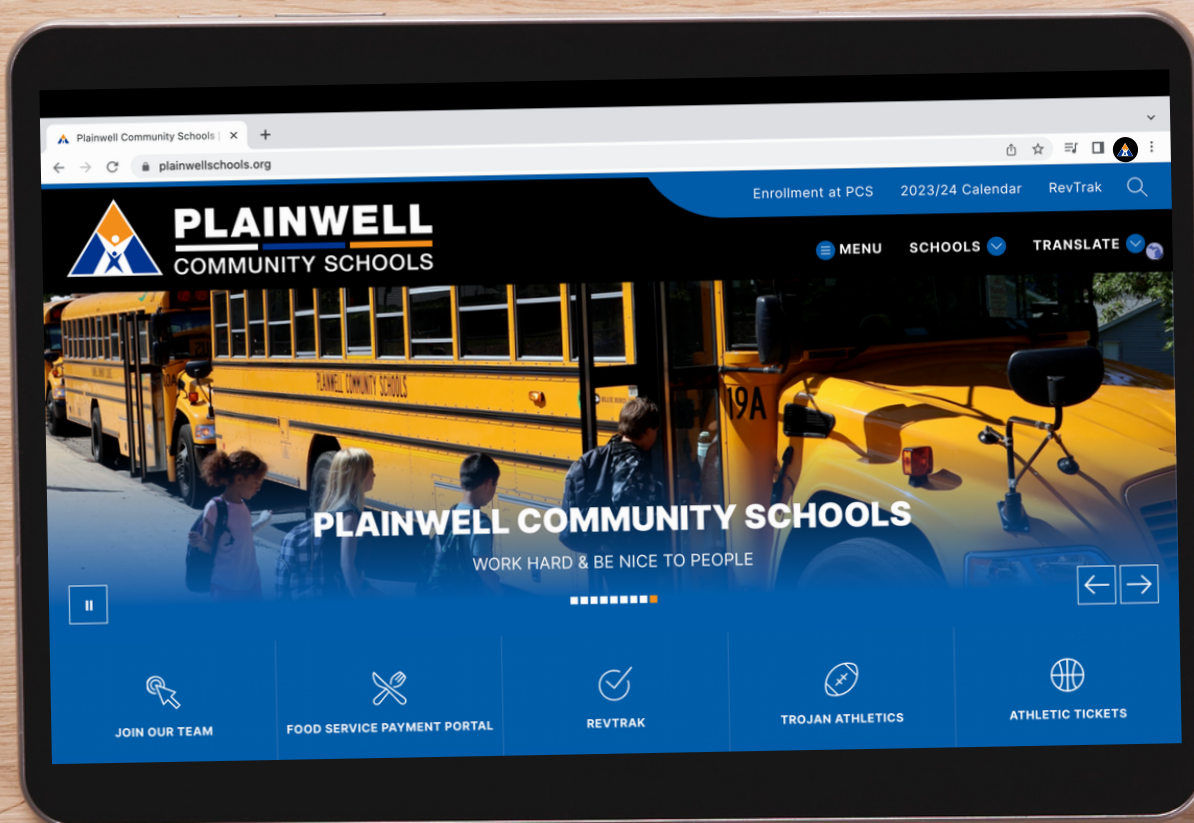 Plainwell Community Schools |
plainwellschools.org
Enrollment at PCS 2023/24 Calendar RevTrak
PLAINWELL
COMMUNITY SCHOOLS
MENU SCHOOLS TRANSLATE
PLAINWELL COMMUNITY SCHOOLS
19A
PLAINWELL COMMUNITY SCHOOLS
WORK HARD & BE NICE TO PEOPLE
JOIN OUR TEAM
FOOD SERVICE PAYMENT PORTAL
REVTRAK
TROJAN ATHLETICS
ATHLETIC TICKETS